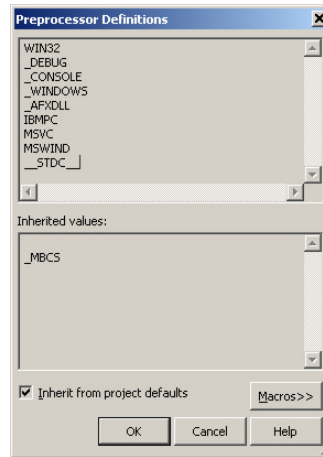 Preprocessor Definitions
WIN32
_DEBUG
_CONSOLE
_WINDOWS
_AFXDLL
IBMPC
MSVC
MSWIND
__STDC__
Inherited values:
_MBCS
Inherit from project defaults
Macros>>
OK
Cancel
Help